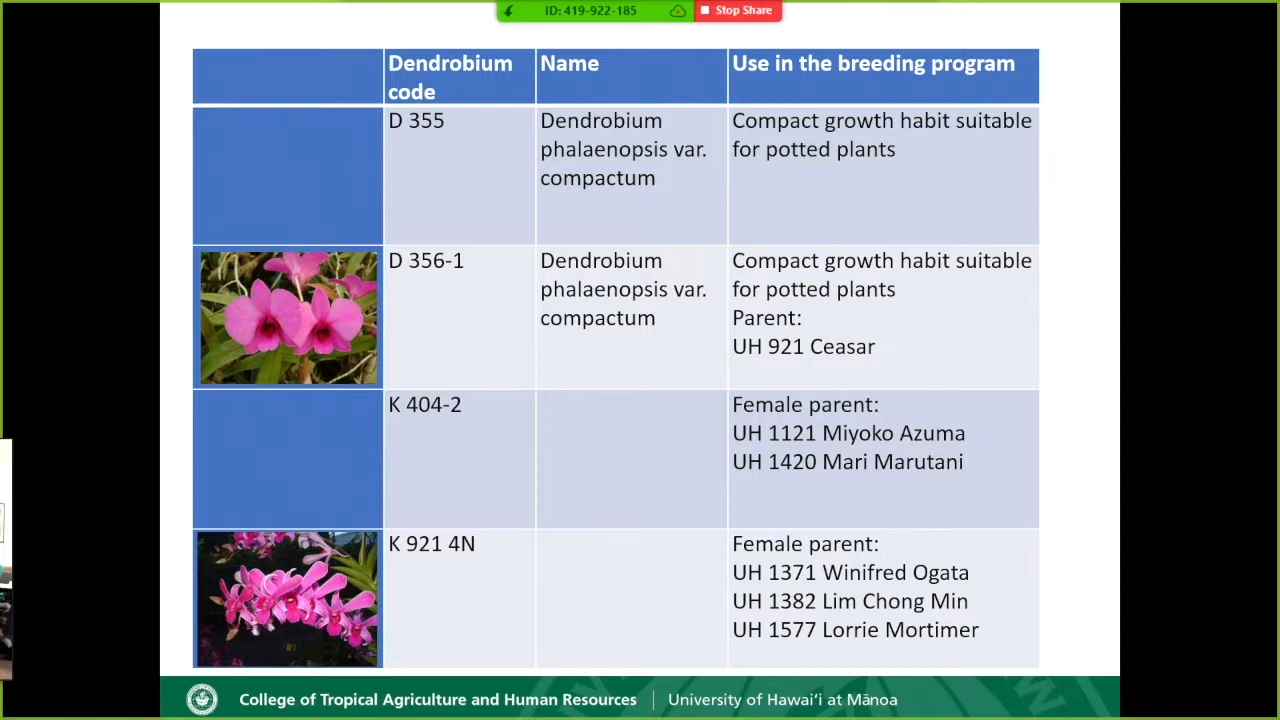 ID: 419-922-185
Stop Share
Dendrobium
code
Name
Use in the breeding program
D 355
Dendrobium
phalaenopsis var.
compactum
Compact growth habit suitable
for potted plants
D 356-1
Dendrobium
phalaenopsis var.
compactum
Compact growth habit suitable
for potted plants
Parent:
UH 921 Ceasar
K 404-2
Female parent:
UH 1121 Miyoko Azuma
UH 1420 Mari Marutani
K 921 4N
Female parent:
UH 1371 Winifred Ogata
UH 1382 Lim Chong Min
UH 1577 Lorrie Mortimer
College of Tropical Agriculture and Human Resources
University of Hawaiʻi at Mānoa